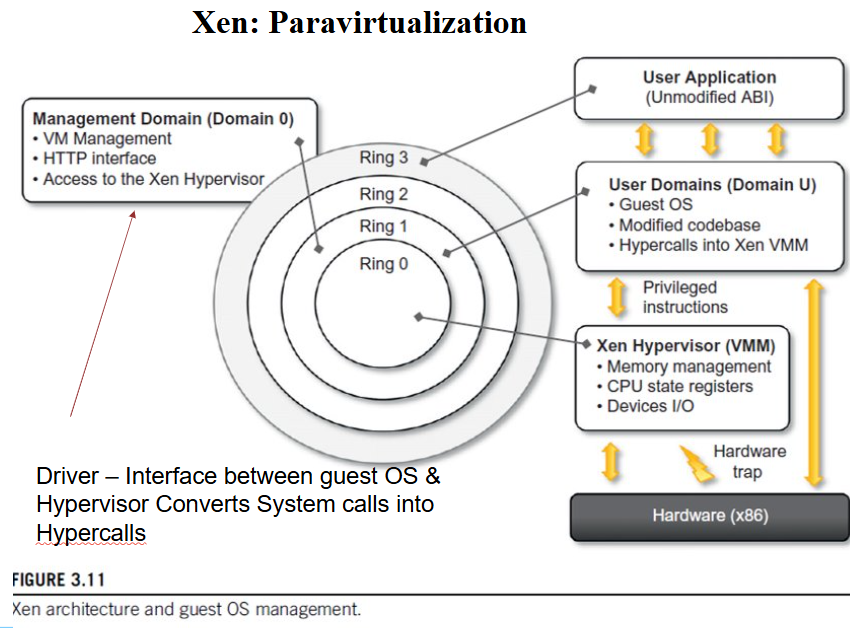 Xen: Paravirtualization
Management Domain (Domain 0)
• VM Management
• HTTP interface
• Access to the Xen Hypervisor
Ring 3
Ring 2
Ring 1
Ring 0
User Application
(Unmodified ABI)
User Domains (Domain U)
• Guest OS
• Modified codebase
• Hypercalls into Xen VMM
Privileged
instructions
Xen Hypervisor (VMM)
• Memory management
• CPU state registers
• Devices I/O
Hardware
trap
Hardware (x86)
Driver – Interface between guest OS &
Hypervisor Converts System calls into
Hypercalls
FIGURE 3.11
Xen architecture and guest OS management.